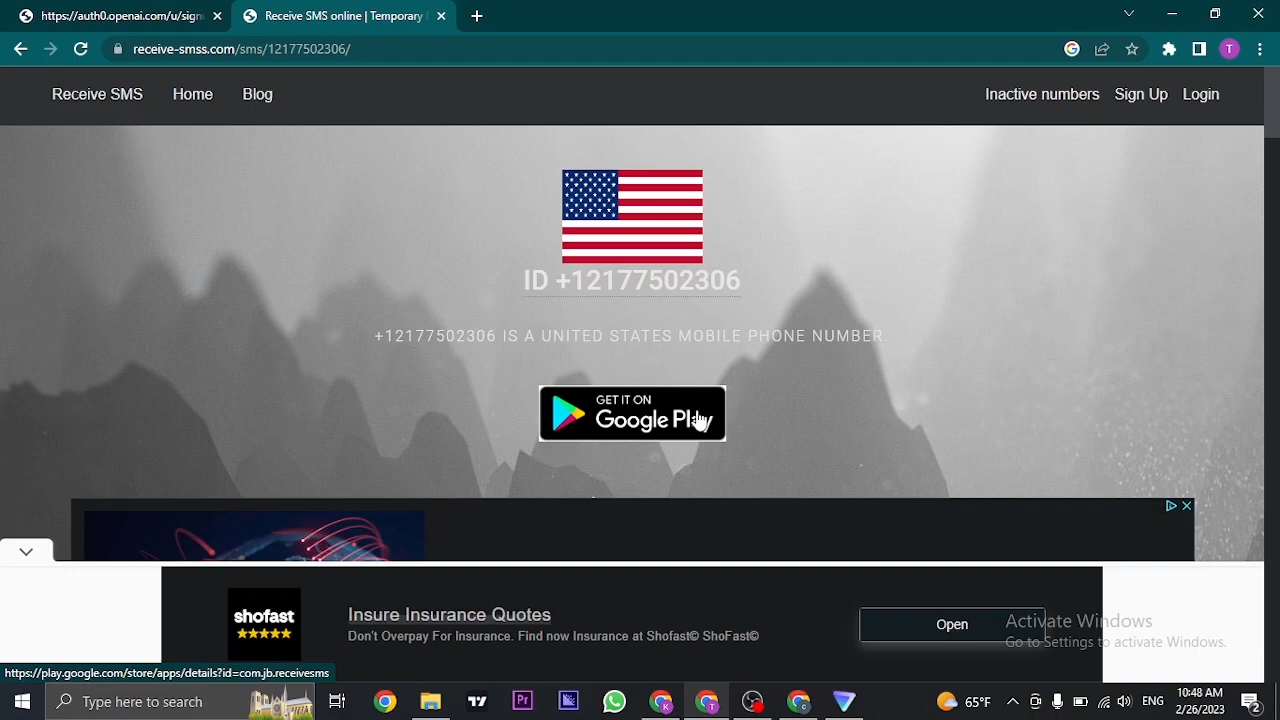 https://auth0.openai.com/u/sign
Receive SMS online | Temporary
receive-smss.com/sms/12177502306/
T
Receive SMS Home Blog
Inactive numbers Sign Up Login
ID +12177502306
+12177502306 IS A UNITED STATES MOBILE PHONE NUMBER.
GET IT ON
Google Play
shofast
Insure Insurance Quotes
Don't Overpay For Insurance. Find now Insurance at Shofast© ShoFast©
Open
Activate Windows
Go to Settings to activate Windows.
https://play.google.com/store/apps/details?id=com.jb.receivesms
Type here to search
Pr
K
T
C
65°F
ENG
10:48 AM
2/26/2023
2